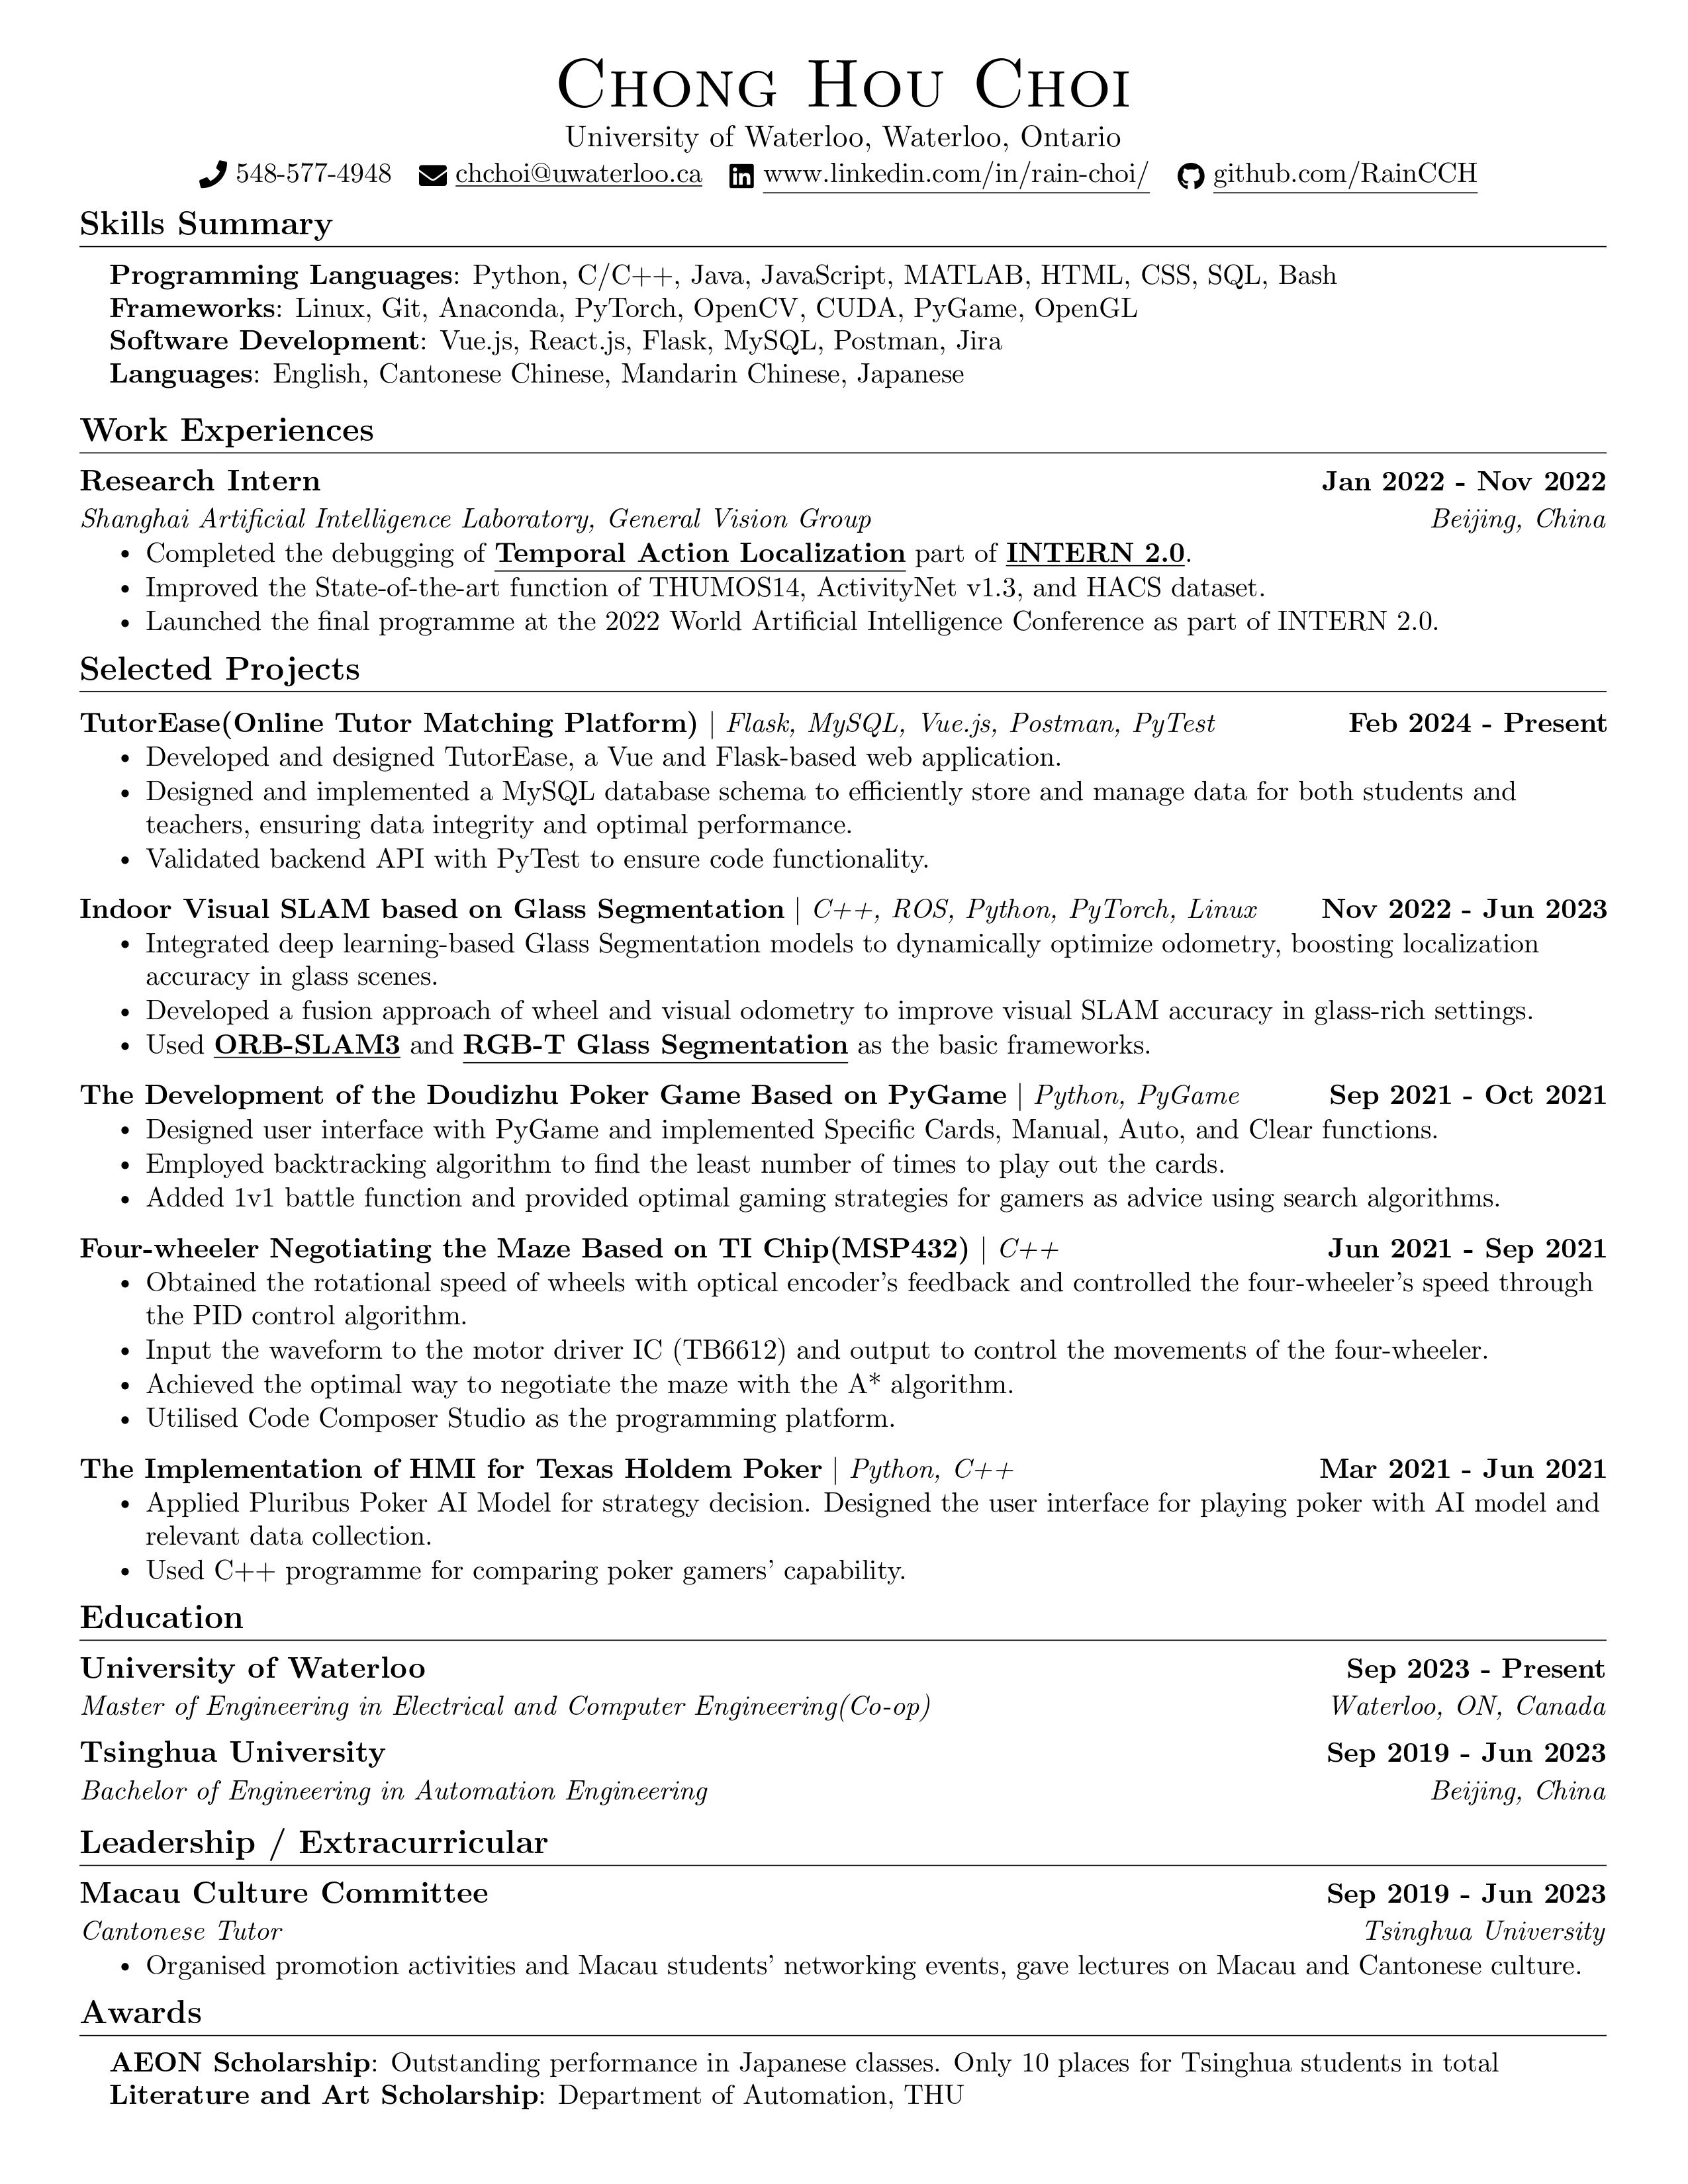 Chong Hou Choi
University of Waterloo, Waterloo, Ontario
548-577-4948 chchoi@uwaterloo.ca www.linkedin.com/in/rain-choi/ github.com/RainCCH
Skills Summary
Programming Languages: Python, C/C++, Java, JavaScript, MATLAB, HTML, CSS, SQL, Bash
Frameworks: Linux, Git, Anaconda, PyTorch, OpenCV, CUDA, PyGame, OpenGL
Software Development: Vue.js, React.js, Flask, MySQL, Postman, Jira
Languages: English, Cantonese Chinese, Mandarin Chinese, Japanese
Work Experiences
Research Intern Jan 2022 - Nov 2022
Shanghai Artificial Intelligence Laboratory, General Vision Group Beijing, China
• Completed the debugging of Temporal Action Localization part of INTERN 2.0.
• Improved the State-of-the-art function of THUMOS14, ActivityNet v1.3, and HACS dataset.
• Launched the final programme at the 2022 World Artificial Intelligence Conference as part of INTERN 2.0.
Selected Projects
TutorEase(Online Tutor Matching Platform) | Flask, MySQL, Vue.js, Postman, PyTest Feb 2024 - Present
• Developed and designed TutorEase, a Vue and Flask-based web application.
• Designed and implemented a MySQL database schema to efficiently store and manage data for both students and
teachers, ensuring data integrity and optimal performance.
• Validated backend API with PyTest to ensure code functionality.
Indoor Visual SLAM based on Glass Segmentation | C++, ROS, Python, PyTorch, Linux Nov 2022 - Jun 2023
• Integrated deep learning-based Glass Segmentation models to dynamically optimize odometry, boosting localization
accuracy in glass scenes.
• Developed a fusion approach of wheel and visual odometry to improve visual SLAM accuracy in glass-rich settings.
• Used ORB-SLAM3 and RGB-T Glass Segmentation as the basic frameworks.
The Development of the Doudizhu Poker Game Based on PyGame | Python, PyGame Sep 2021 - Oct 2021
• Designed user interface with PyGame and implemented Specific Cards, Manual, Auto, and Clear functions.
• Employed backtracking algorithm to find the least number of times to play out the cards.
• Added 1v1 battle function and provided optimal gaming strategies for gamers as advice using search algorithms.
Four-wheeler Negotiating the Maze Based on TI Chip(MSP432) | C++ Jun 2021 - Sep 2021
• Obtained the rotational speed of wheels with optical encoder's feedback and controlled the four-wheeler's speed through
the PID control algorithm.
• Input the waveform to the motor driver IC (TB6612) and output to control the movements of the four-wheeler.
• Achieved the optimal way to negotiate the maze with the A* algorithm.
• Utilised Code Composer Studio as the programming platform.
The Implementation of HMI for Texas Holdem Poker | Python, C++ Mar 2021 - Jun 2021
• Applied Pluribus Poker AI Model for strategy decision. Designed the user interface for playing poker with AI model and
relevant data collection.
• Used C++ programme for comparing poker gamers' capability.
Education
University of Waterloo Sep 2023 - Present
Master of Engineering in Electrical and Computer Engineering(Co-op) Waterloo, ON, Canada
Tsinghua University Sep 2019 - Jun 2023
Bachelor of Engineering in Automation Engineering Beijing, China
Leadership / Extracurricular
Macau Culture Committee Sep 2019 - Jun 2023
Cantonese Tutor Tsinghua University
• Organised promotion activities and Macau students' networking events, gave lectures on Macau and Cantonese culture.
Awards
AEON Scholarship: Outstanding performance in Japanese classes. Only 10 places for Tsinghua students in total
Literature and Art Scholarship: Department of Automation, THU